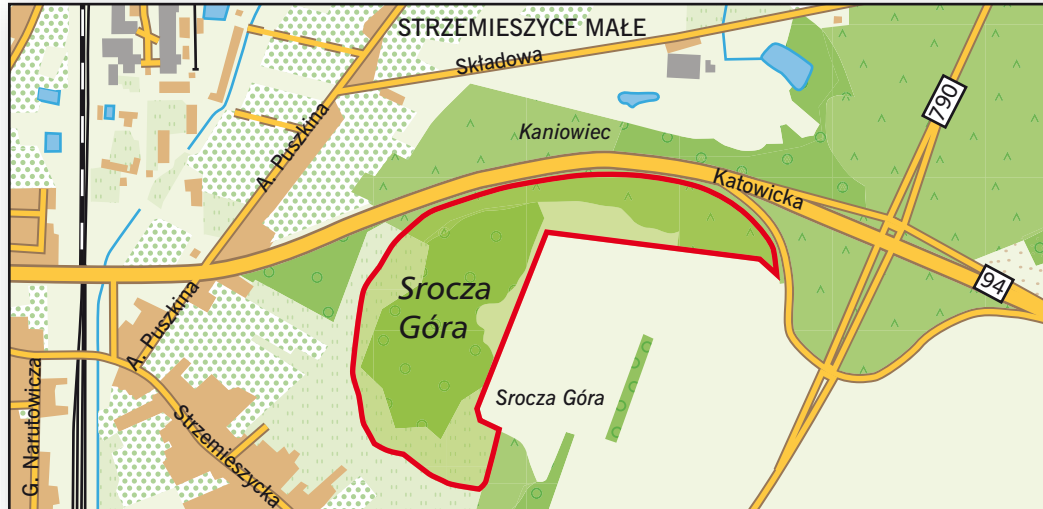 STRZEMIESZYCE MAŁE
Składowa
790
A. Puszkina
Kaniowiec
Katowicka
94
Srocza
Góra
A. Puszkina
Srocza Góra
G. Narutowicza
Strzemieszycka